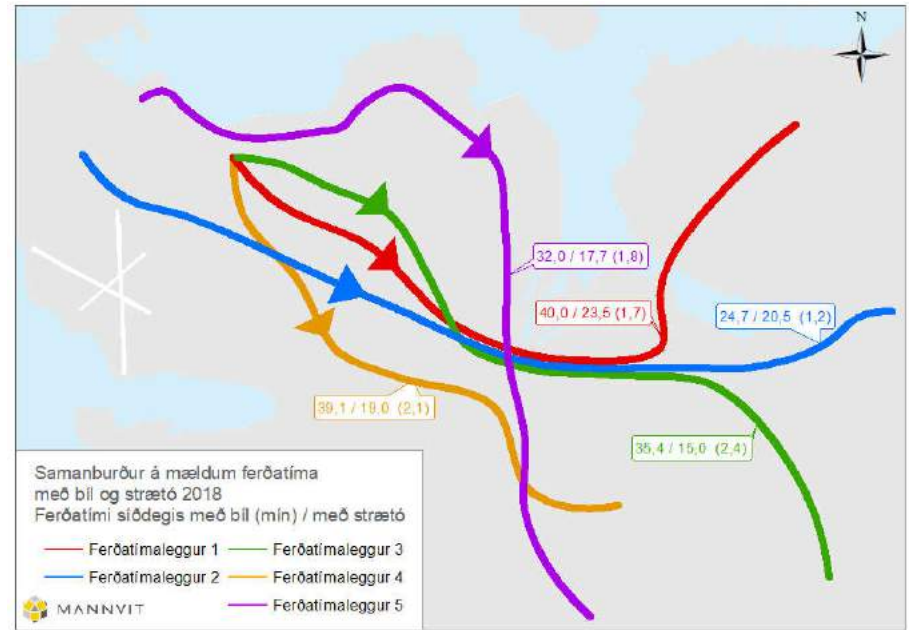 N
32,0 / 17,7 (1,8)
40,0 / 23,5 (1,7)
24,7 / 20,5 (1,2)
39,1 / 19,0 (2,1)
35,4 / 15,0 (2,4)
Samanburður á mældum ferðatíma
með bíl og strætó 2018
Ferðatími síðdegis með bíl (mín) / með strætó
Ferðatímaleggur 1
Ferðatímaleggur 3
Ferðatímaleggur 2
Ferðatímaleggur 4
Ferðatímaleggur 5
MANNVIT